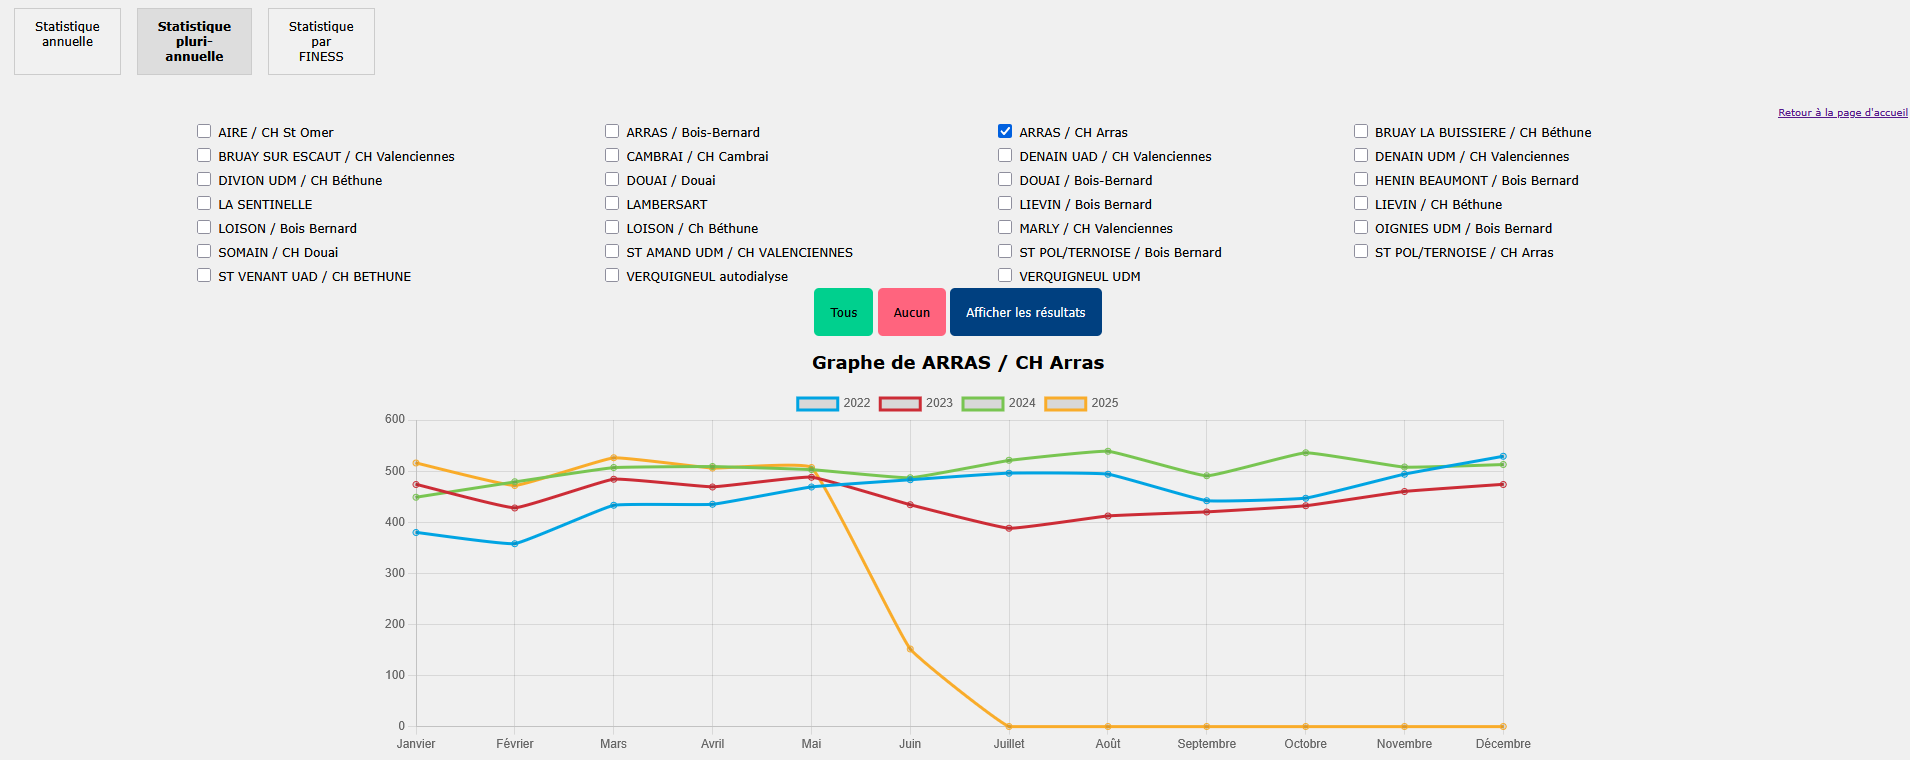 Statistique
annuelle
Statistique
pluri-
annuelle
Statistique
par
FINESS
Retour à la page d'accueil
AIRE / CH St Omer
ARRAS / Bois-Bernard
ARRAS / CH Arras
BRUAY LA BUISSIERE / CH Béthune
BRUAY SUR ESCAUT / CH Valenciennes
CAMBRAI / CH Cambrai
DENAIN UAD / CH Valenciennes
DENAIN UDM / CH Valenciennes
DIVION UDM / CH Béthune
DOUAI / Douai
DOUAI / Bois-Bernard
HENIN BEAUMONT / Bois Bernard
LA SENTINELLE
LAMBERSART
LIEVIN / Bois Bernard
LIEVIN / CH Béthune
LOISON / Bois Bernard
LOISON / Ch Béthune
MARLY / CH Valenciennes
OIGNIES UDM / Bois Bernard
SOMAIN / CH Douai
ST AMAND UDM / CH VALENCIENNES
ST POL/TERNOISE / Bois Bernard
ST POL/TERNOISE / CH Arras
ST VENANT UAD / CH BETHUNE
VERQUIGNEUL autodialyse
VERQUIGNEUL UDM
Tous
Aucun
Afficher les résultats
Graphe de ARRAS / CH Arras
2022
2023
2024
2025
600
500
400
300
200
100
0
Janvier
Février
Mars
Avril
Mai
Juin
Juillet
Août
Septembre
Octobre
Novembre
Décembre